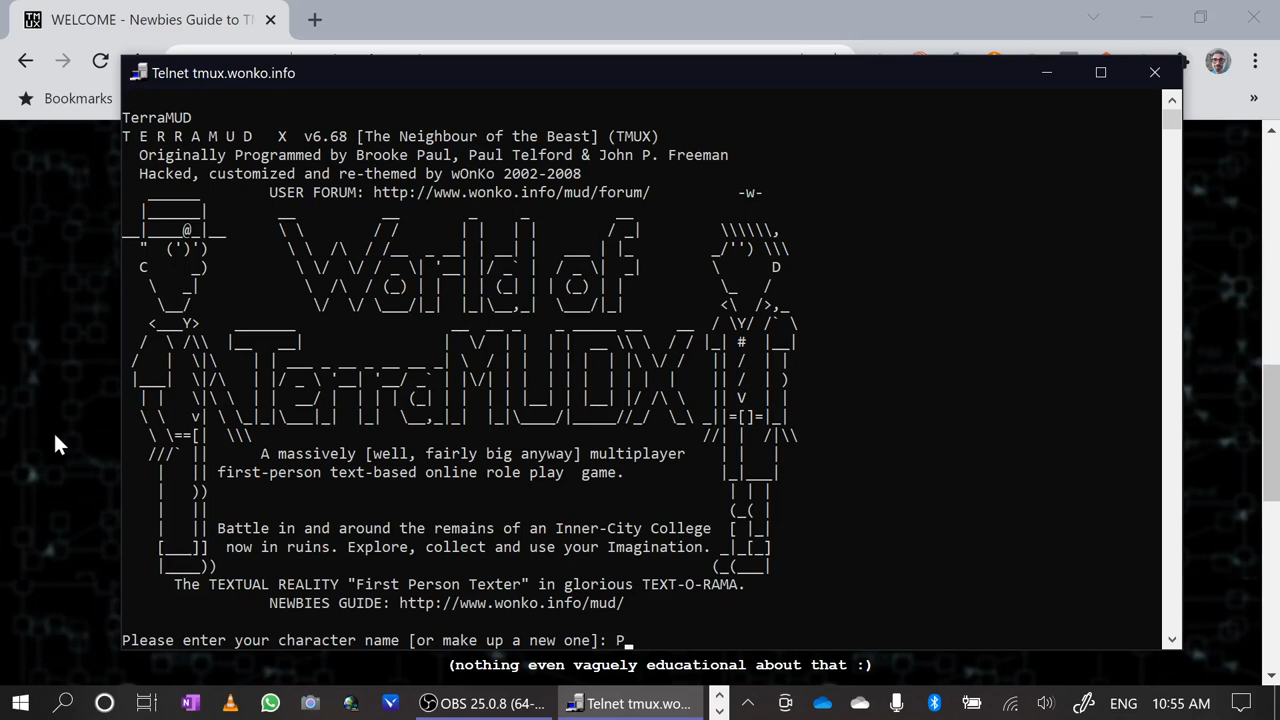 WELCOME - Newbies Guide to TM
Bookmarks
Telnet tmux.wonko.info
TerraMUD
T E R R A M U D   X  v6.68 [The Neighbour of the Beast] (TMUX)
Originally Programmed by Brooke Paul, Paul Telford & John P. Freeman
Hacked, customized and re-themed by wOnKo 2002-2008
USER FORUM: http://www.wonko.info/mud/forum/ -w-
World of
TerraMUDX
A massively [well, fairly big anyway] multiplayer
first-person text-based online role play  game.
Battle in and around the remains of an Inner-City College
now in ruins. Explore, collect and use your Imagination.
The TEXTUAL REALITY "First Person Texter" in glorious TEXT-O-RAMA.
NEWBIES GUIDE: http://www.wonko.info/mud/
Please enter your character name [or make up a new one]: P
(nothing even vaguely educational about that :)
OBS 25.0.8 (64-...
Telnet tmux.wo...
ENG
10:55 AM